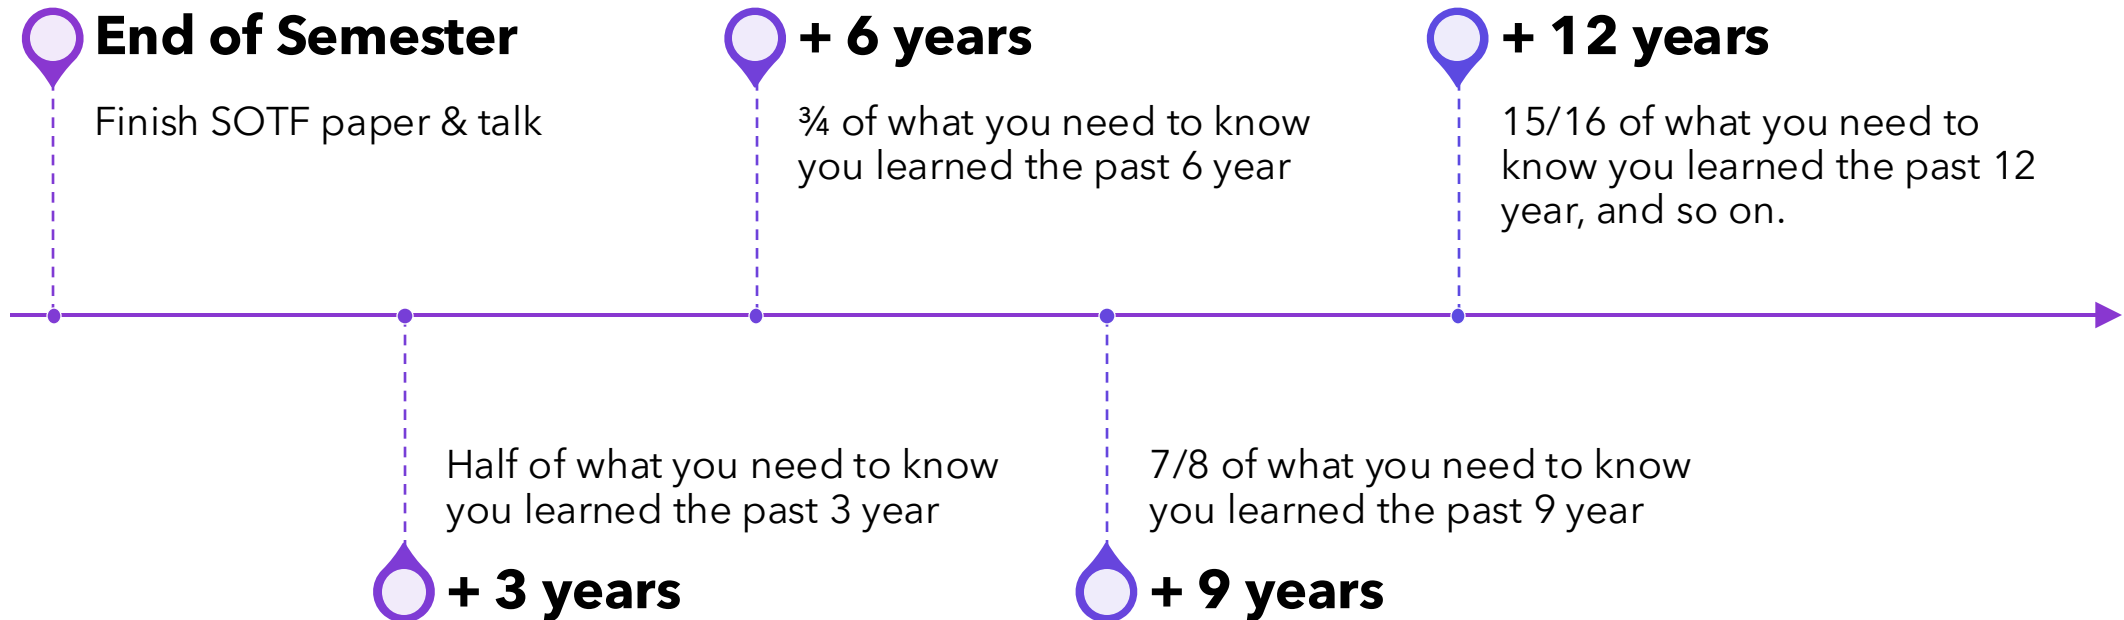 End of Semester
Finish SOTF paper & talk
+ 3 years
Half of what you need to know
you learned the past 3 year
+ 6 years
¾ of what you need to know
you learned the past 6 year
+ 9 years
7/8 of what you need to know
you learned the past 9 year
+ 12 years
15/16 of what you need to
know you learned the past 12
year, and so on.